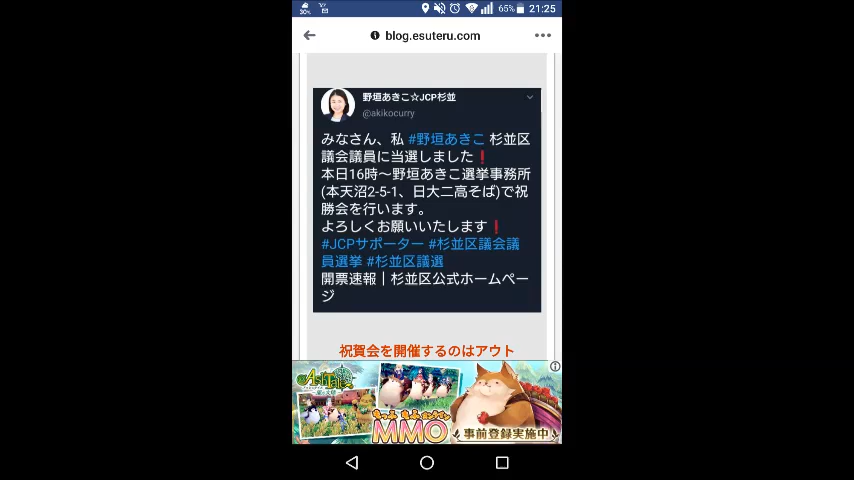 30%
65%
21:25
blog.esuteru.com
野垣あきこ☆JCP杉並
@akikocurry
みなさん、私 #野垣あきこ 杉並区
議会議員に当選しました❗
本日16時〜野垣あきこ選挙事務所
(本天沼2-5-1、日大二高そば)で祝
勝会を行います。
よろしくお願いいたします❗
#JCPサポーター #杉並区議会議
員選挙 #杉並区議選
開票速報｜杉並区公式ホームペー
ジ
祝賀会を開催するのはアウト
MMO
事前登録実施中